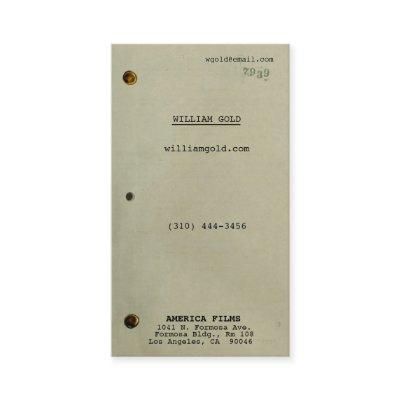 wgold@email.com
7939
WILLIAM GOLD
williamgold.com
(310) 444-3456
AMERICA FILMS
1041 N. Formosa Ave.
Formosa Bldg., Rm 108
Los Angeles, CA 90046